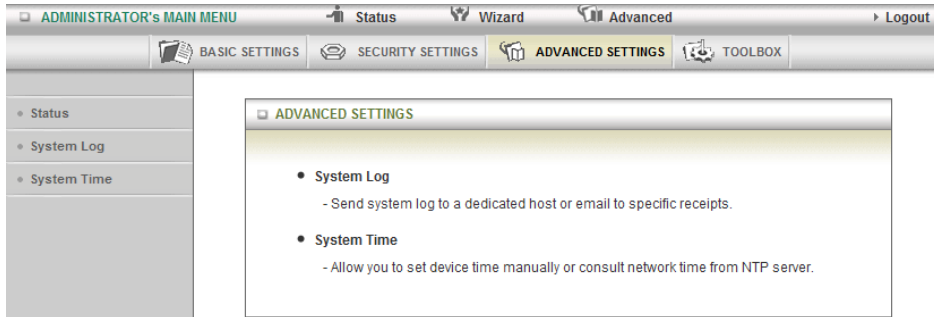 ADMINISTRATOR's MAIN MENU Status Wizard Advanced Logout
BASIC SETTINGS SECURITY SETTINGS ADVANCED SETTINGS TOOLBOX
Status
System Log
System Time
ADVANCED SETTINGS
System Log
- Send system log to a dedicated host or email to specific receipts.
System Time
- Allow you to set device time manually or consult network time from NTP server.